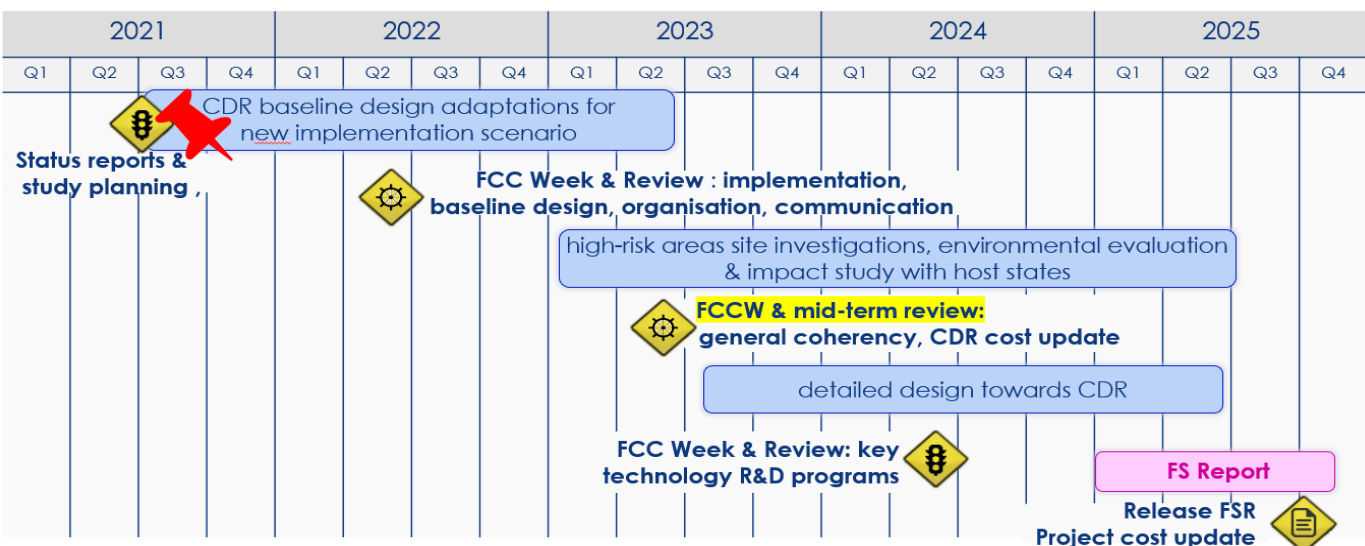 2021 2022 2023 2024 2025
Q1 Q2 Q3 Q4 Q1 Q2 Q3 Q4 Q1 Q2 Q3 Q4 Q1 Q2 Q3 Q4 Q1 Q2 Q3 Q4
CDR baseline design adaptations for
new implementation scenario
Status reports &
study planning ,
FCC Week & Review : implementation,
baseline design, organisation, communication
high-risk areas site investigations, environmental evaluation
& impact study with host states
FCCW & mid-term review:
general coherency, CDR cost update
detailed design towards CDR
FCC Week & Review: key
technology R&D programs
FS Report
Release FSR
Project cost update